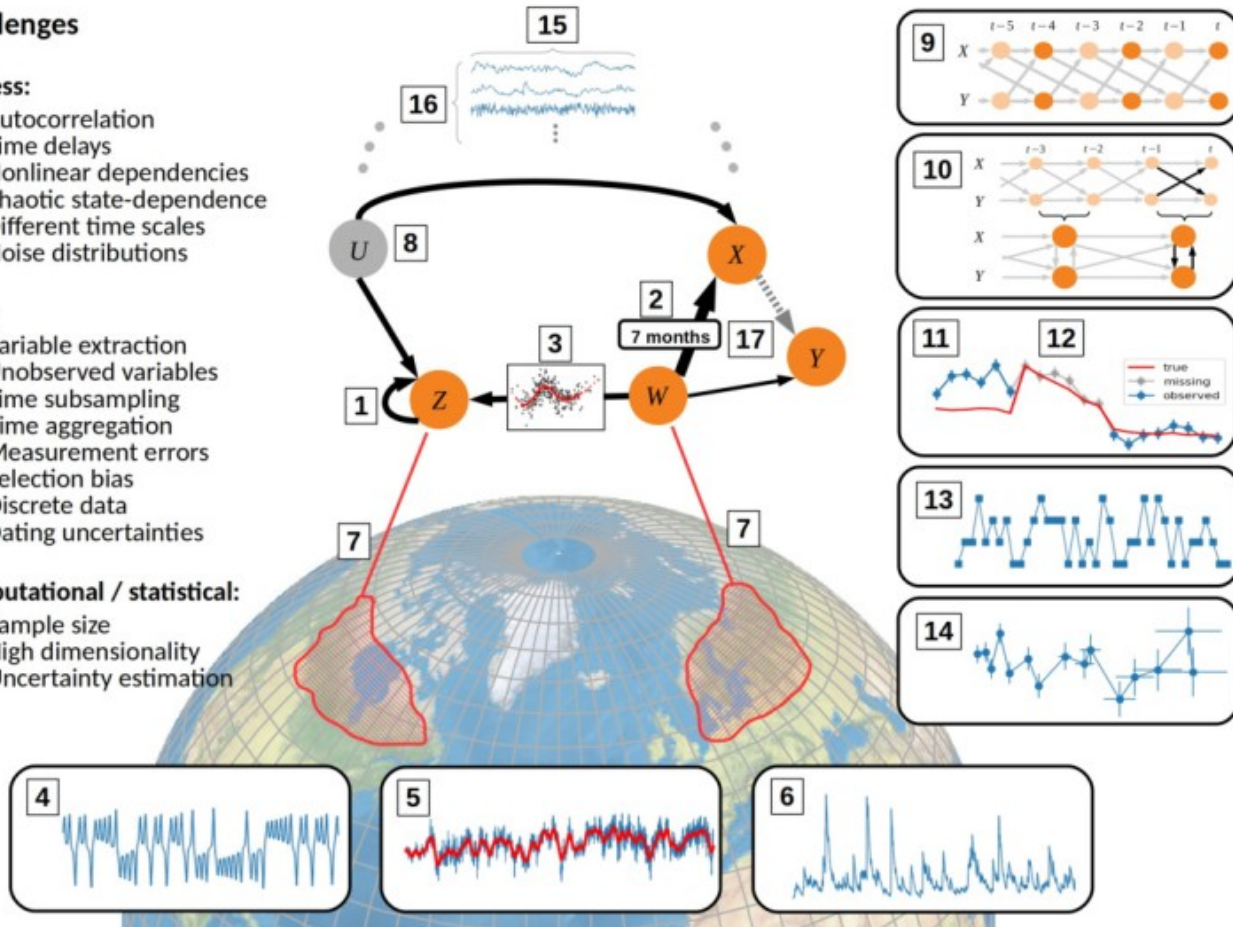 llenges
ess:
utocorrelation
ime delays
onlinear dependencies
haotic state-dependence
ifferent time scales
oise distributions
ariable extraction
nobserved variables
ime subsampling
ime aggregation
Measurement errors
election bias
iscrete data
ating uncertainties
putational / statistical:
ample size
igh dimensionality
Uncertainty estimation
15
16
U
8
X
2
7 months
17
3
Y
1
Z
W
7
7
9
t−5 t−4 t−3 t−2 t−1 t
X
Y
10
t−3 t−2 t−1 t
X
Y
X
Y
11
12
true
missing
observed
13
14
4
5
6